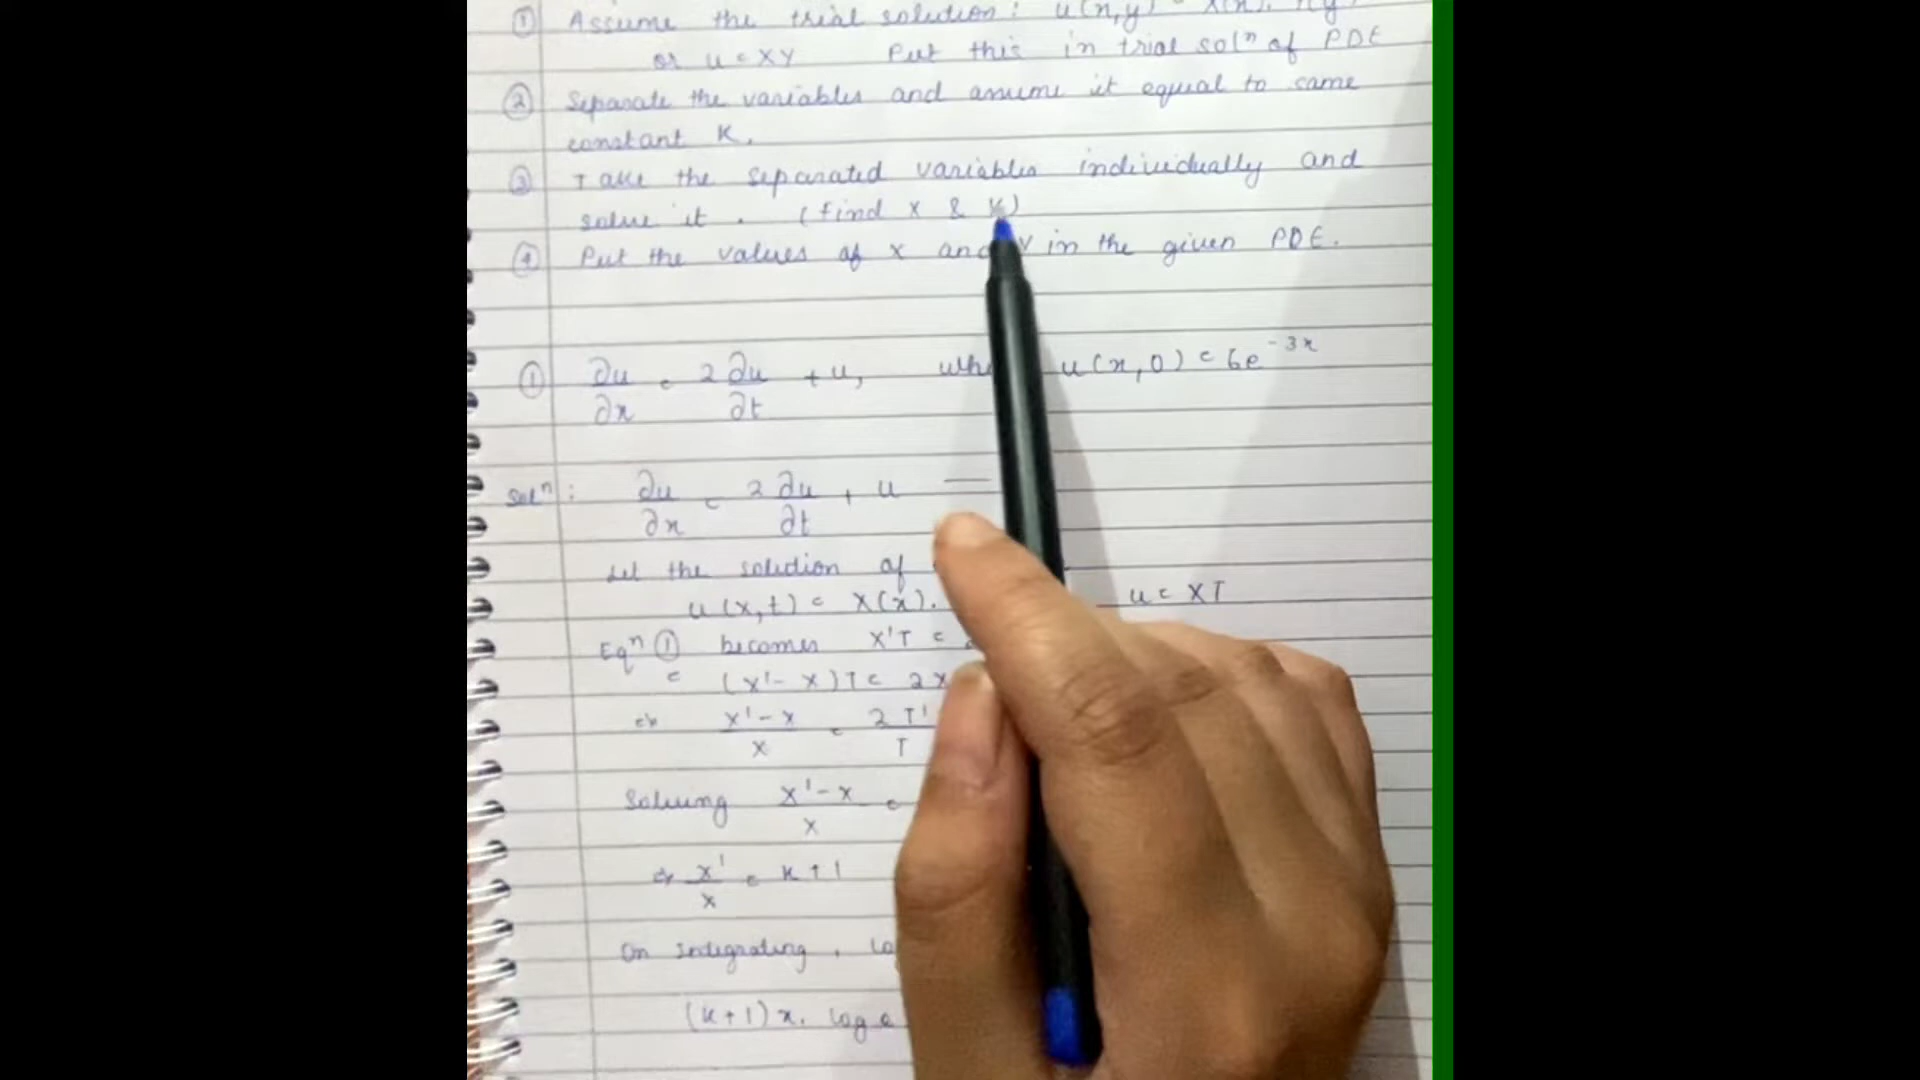 ① Assume the trial solution: u(x,y) = X(x).
or u = XY Put this in trial solⁿ of PDE
② Separate the variables and assume it equal to same
constant K.
③ Take the separated variables individually and
solve it. (find X & Y)
④ Put the values of X and Y in the given PDE.
① ∂u/∂x = 2 ∂u/∂t + u, u(x,0) = 6e⁻³ˣ
Solⁿ: ∂u/∂x = 2 ∂u/∂t + u —
Let the solution of
u(x,t) = X(x). u = XT
Eqⁿ ① becomes X'T =
= (X'-X)T = 2X
or X'-X/X = 2T'/T
Solving X'-X/X =
or X'/X = K+1
On Integrating,
(K+1)x. log e